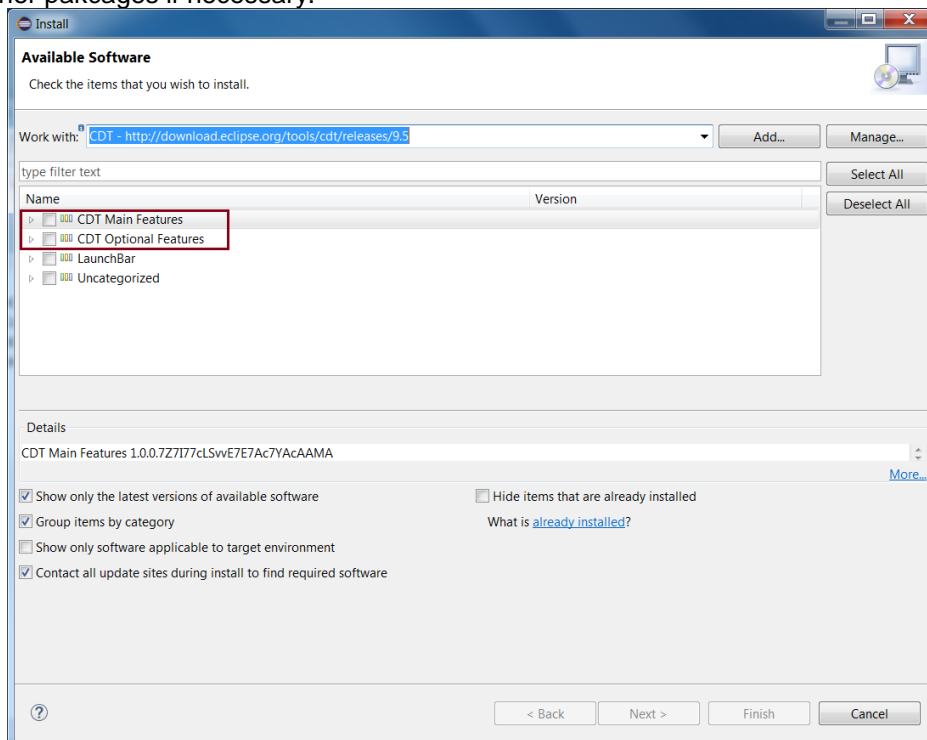 ner paksages if necessary.
Install
Available Software
Check the items that you wish to install.
Work with: CDT - http://download.eclipse.org/tools/cdt/releases/9.5 Add... Manage...
type filter text Select All
Name Version Deselect All
CDT Main Features
CDT Optional Features
LaunchBar
Uncategorized
Details
CDT Main Features 1.0.0.7Z7I77cLSvvE7E7Ac7YAcAAMA
More...
Show only the latest versions of available software Hide items that are already installed
Group items by category What is already installed?
Show only software applicable to target environment
Contact all update sites during install to find required software
? < Back Next > Finish Cancel